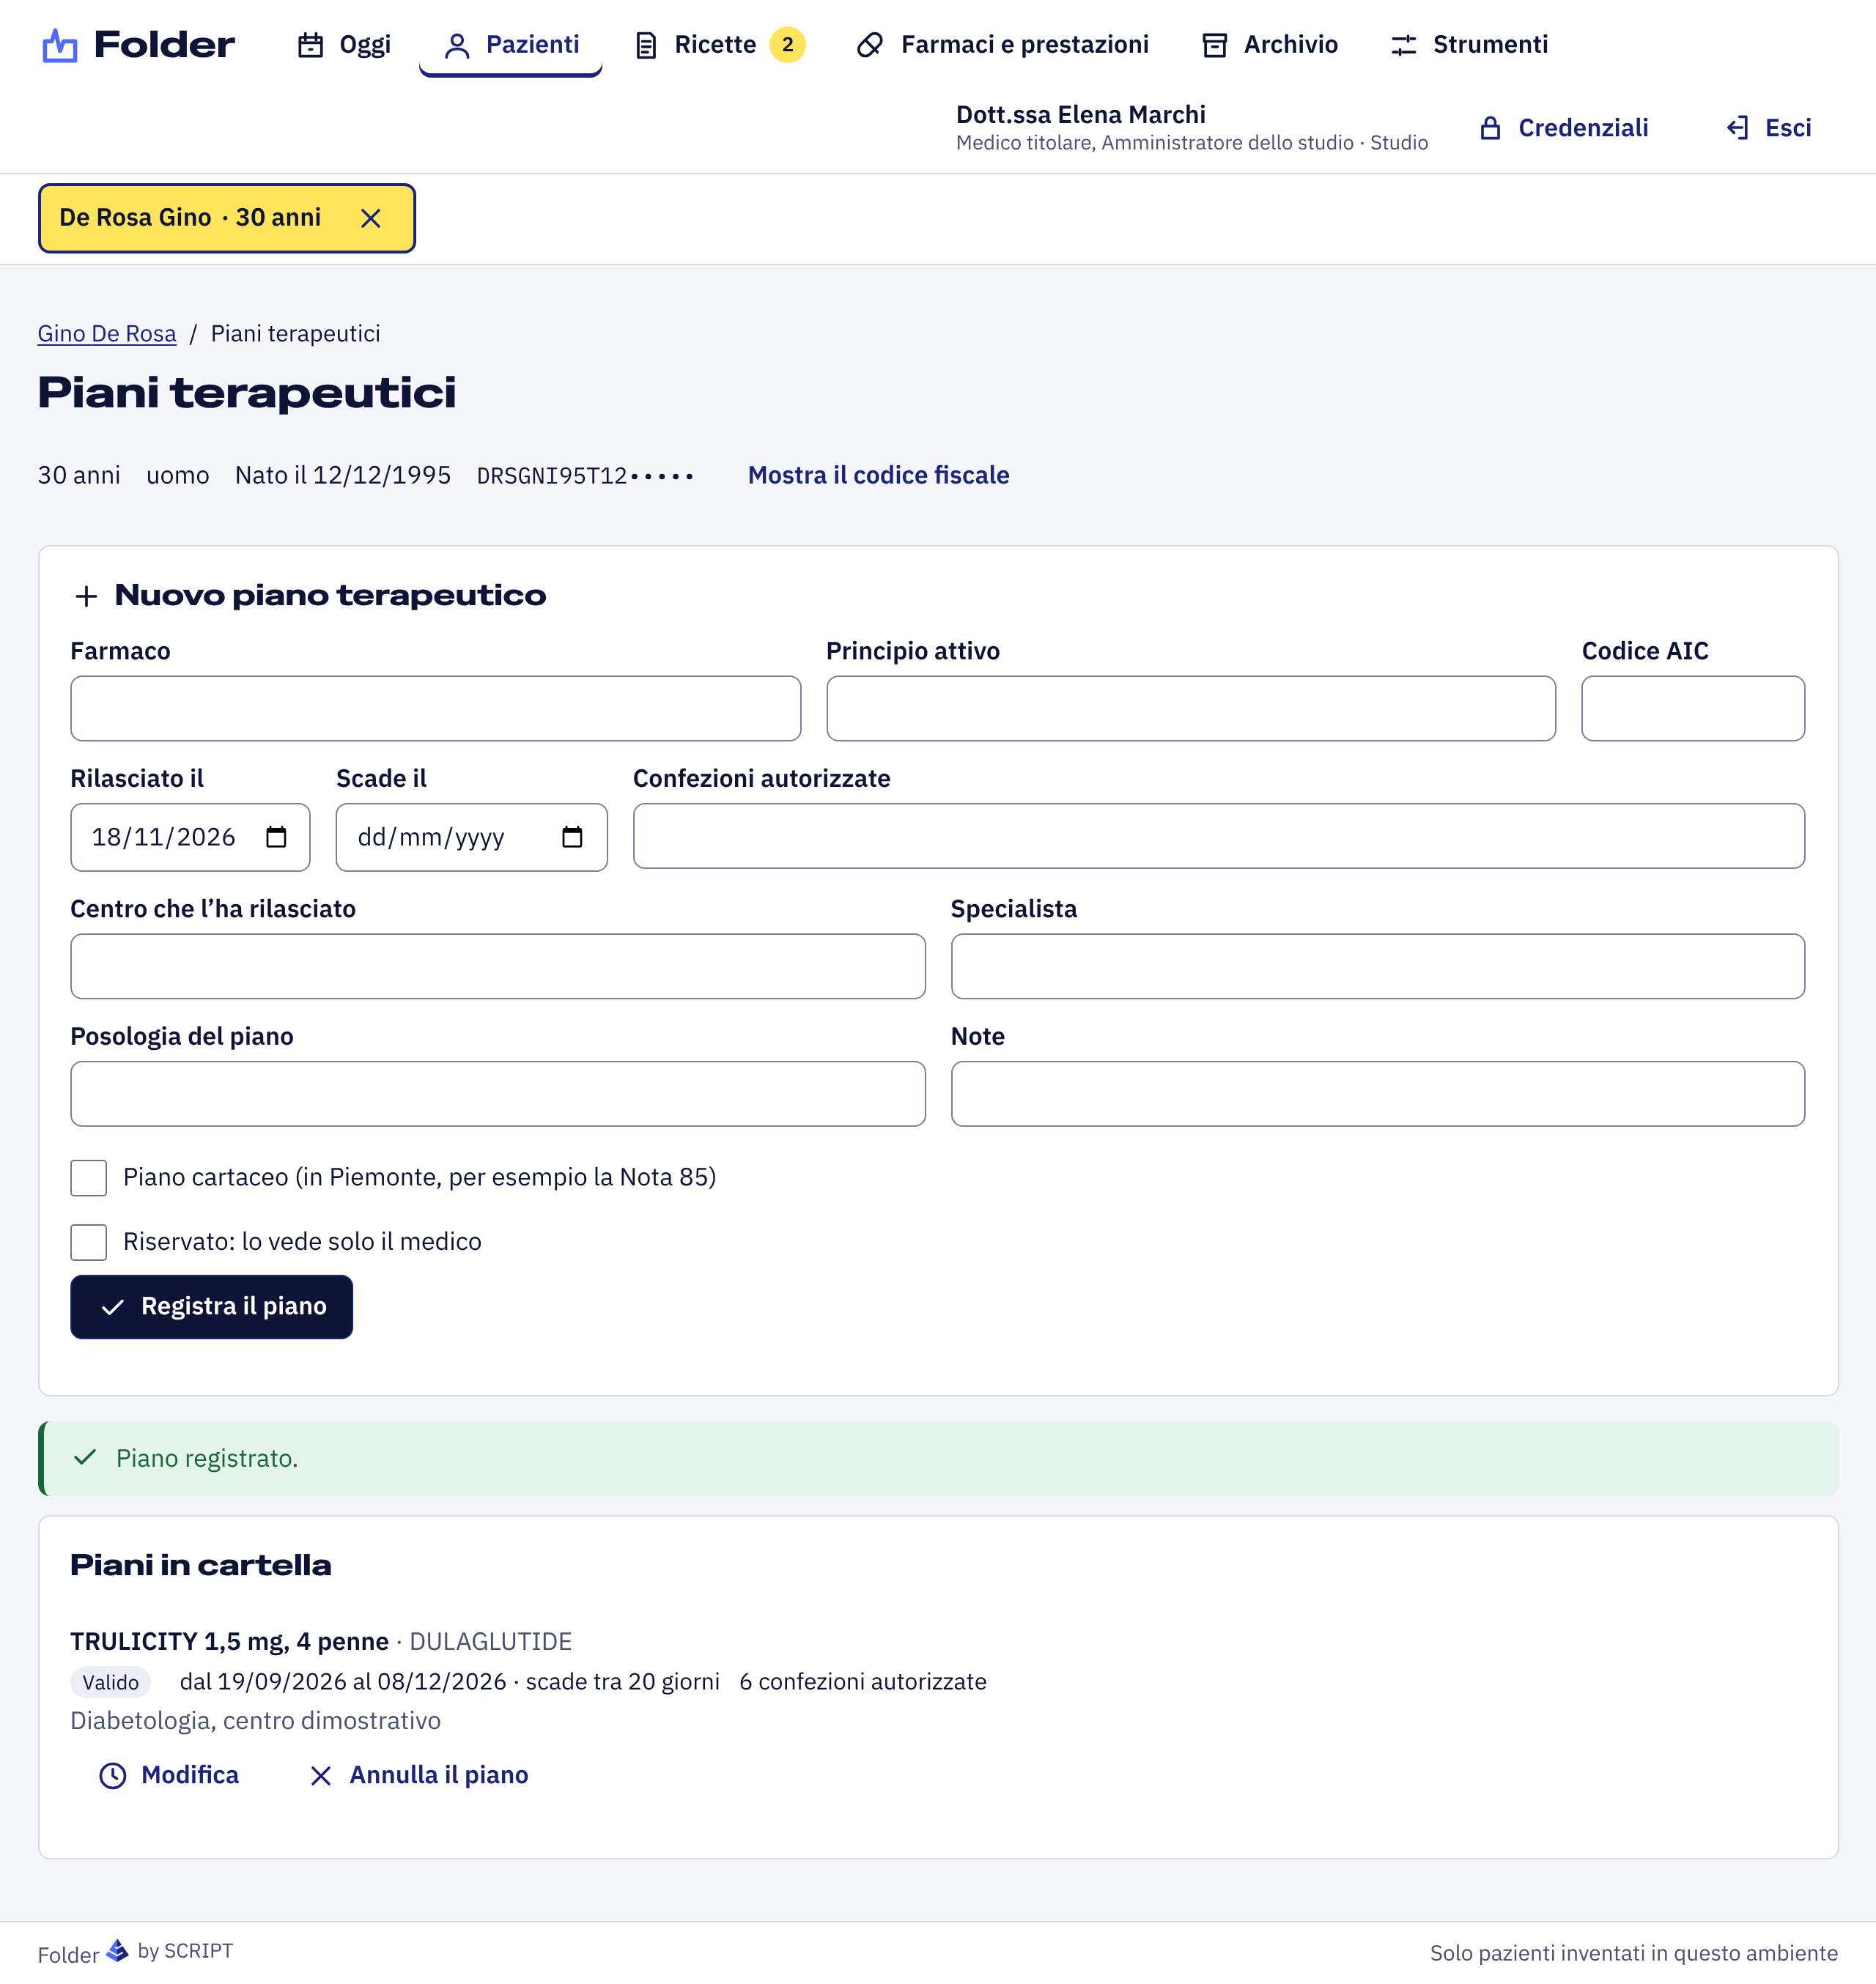 Folder
Oggi
Pazienti
Ricette 2
Farmaci e prestazioni
Archivio
Strumenti
Dott.ssa Elena Marchi
Medico titolare, Amministratore dello studio · Studio
Credenziali
Esci
De Rosa Gino · 30 anni
Gino De Rosa / Piani terapeutici
Piani terapeutici
30 anni uomo Nato il 12/12/1995 DRSGNI95T12••••• Mostra il codice fiscale
Nuovo piano terapeutico
Farmaco Principio attivo Codice AIC
Rilasciato il Scade il Confezioni autorizzate
18/11/2026 dd/mm/yyyy
Centro che l’ha rilasciato Specialista
Posologia del piano Note
Piano cartaceo (in Piemonte, per esempio la Nota 85)
Riservato: lo vede solo il medico
Registra il piano
Piano registrato.
Piani in cartella
TRULICITY 1,5 mg, 4 penne · DULAGLUTIDE
Valido dal 19/09/2026 al 08/12/2026 · scade tra 20 giorni 6 confezioni autorizzate
Diabetologia, centro dimostrativo
Modifica Annulla il piano
Folder by SCRIPT
Solo pazienti inventati in questo ambiente